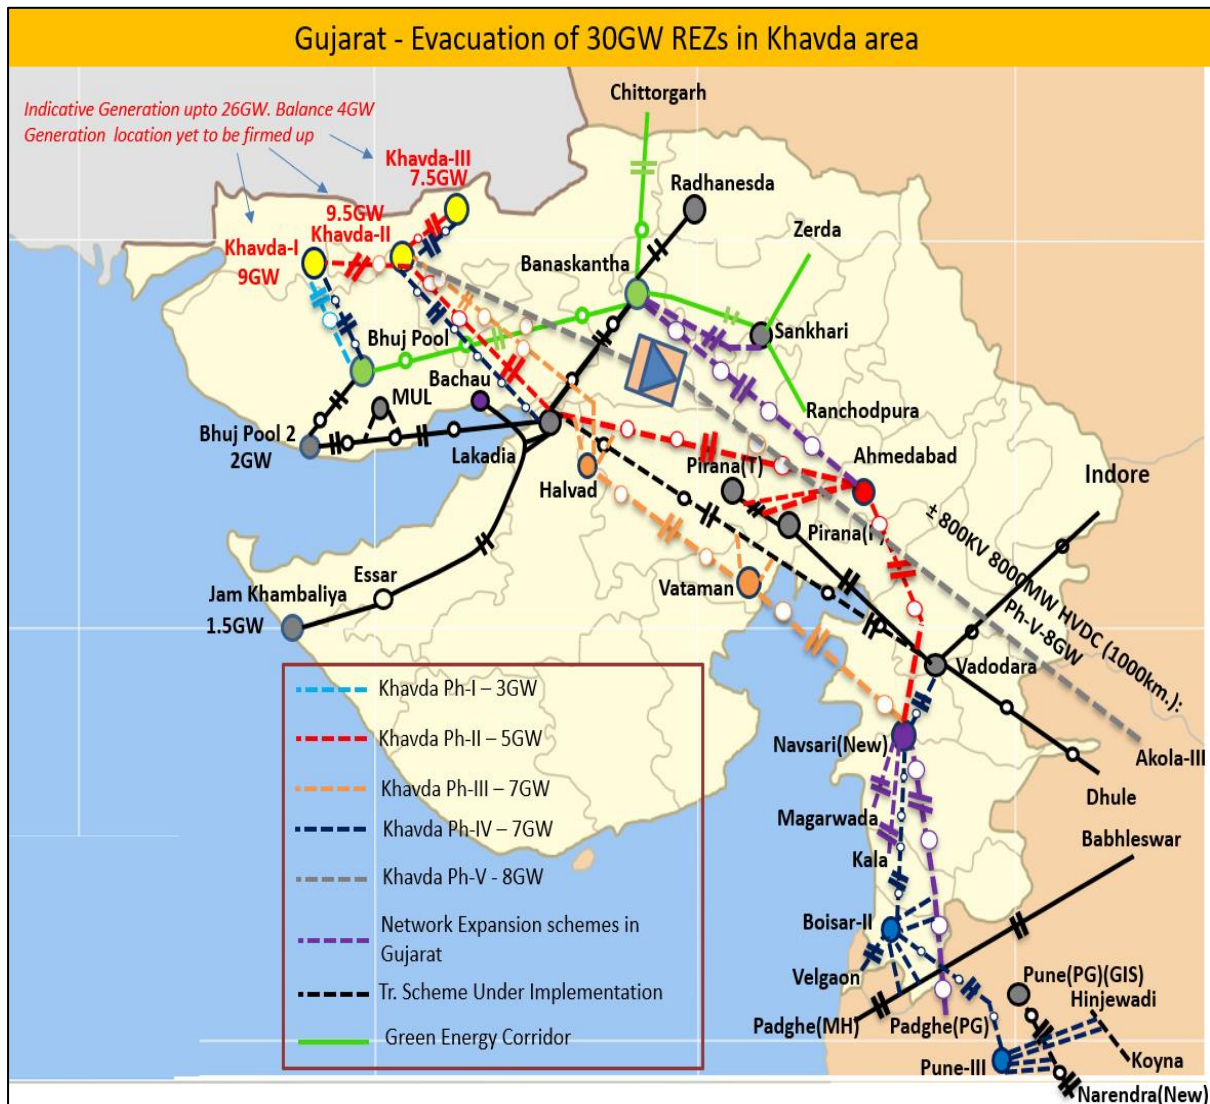 Gujarat - Evacuation of 30GW REZs in Khavda area
Indicative Generation upto 26GW. Balance 4GW
Generation location yet to be firmed up
Chittorgarh
Khavda-III
7.5GW
Radhanesda
9.5GW
Khavda-II
Zerda
Khavda-I
9GW
Banaskantha
Bhuj Pool
Sankhari
Bachau
MUL
Ranchodpura
Bhuj Pool 2
2GW
Lakadia
Halvad
Pirana(T)
Ahmedabad
Indore
Pirana(
± 800KV 8000MW HVDC (1000km.):
Ph-V-8GW
Essar
Jam Khambaliya
1.5GW
Vataman
Vadodara
Khavda Ph-I – 3GW
Khavda Ph-II – 5GW
Khavda Ph-III – 7GW
Khavda Ph-IV – 7GW
Khavda Ph-V - 8GW
Network Expansion schemes in
Gujarat
Tr. Scheme Under Implementation
Green Energy Corridor
Navsari(New)
Akola-III
Dhule
Magarwada
Babhleswar
Kala
Boisar-II
Velgaon
Pune(PG)(GIS)
Hinjewadi
Padghe(MH)
Padghe(PG)
Pune-III
Koyna
Narendra(New)